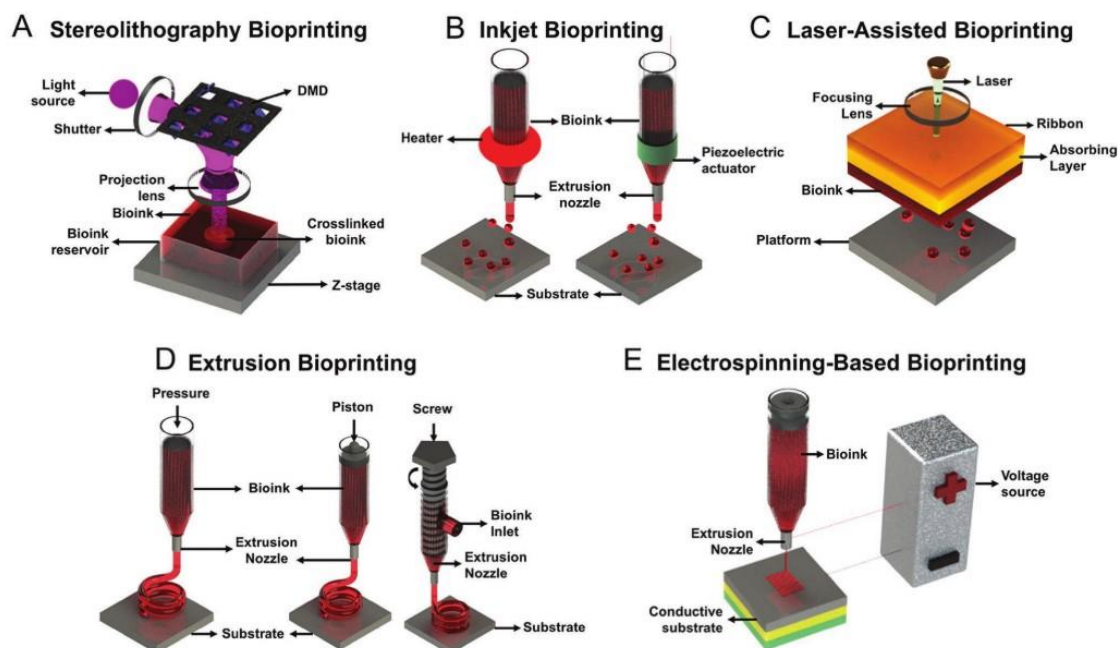 A Stereolithography Bioprinting
Light
source
Shutter
DMD
Projection
lens
Bioink
Bioink
reservoir
Crosslinked
bioink
Z-stage
B Inkjet Bioprinting
Heater
Bioink
Piezoelectric
actuator
Extrusion
nozzle
Substrate
C Laser-Assisted Bioprinting
Laser
Focusing
Lens
Ribbon
Absorbing
Layer
Bioink
Platform
D Extrusion Bioprinting
Pressure
Piston
Screw
Bioink
Bioink
Inlet
Extrusion
Nozzle
Extrusion
Nozzle
Substrate
Substrate
E Electrospinning-Based Bioprinting
Bioink
Voltage
source
Extrusion
Nozzle
Conductive
substrate